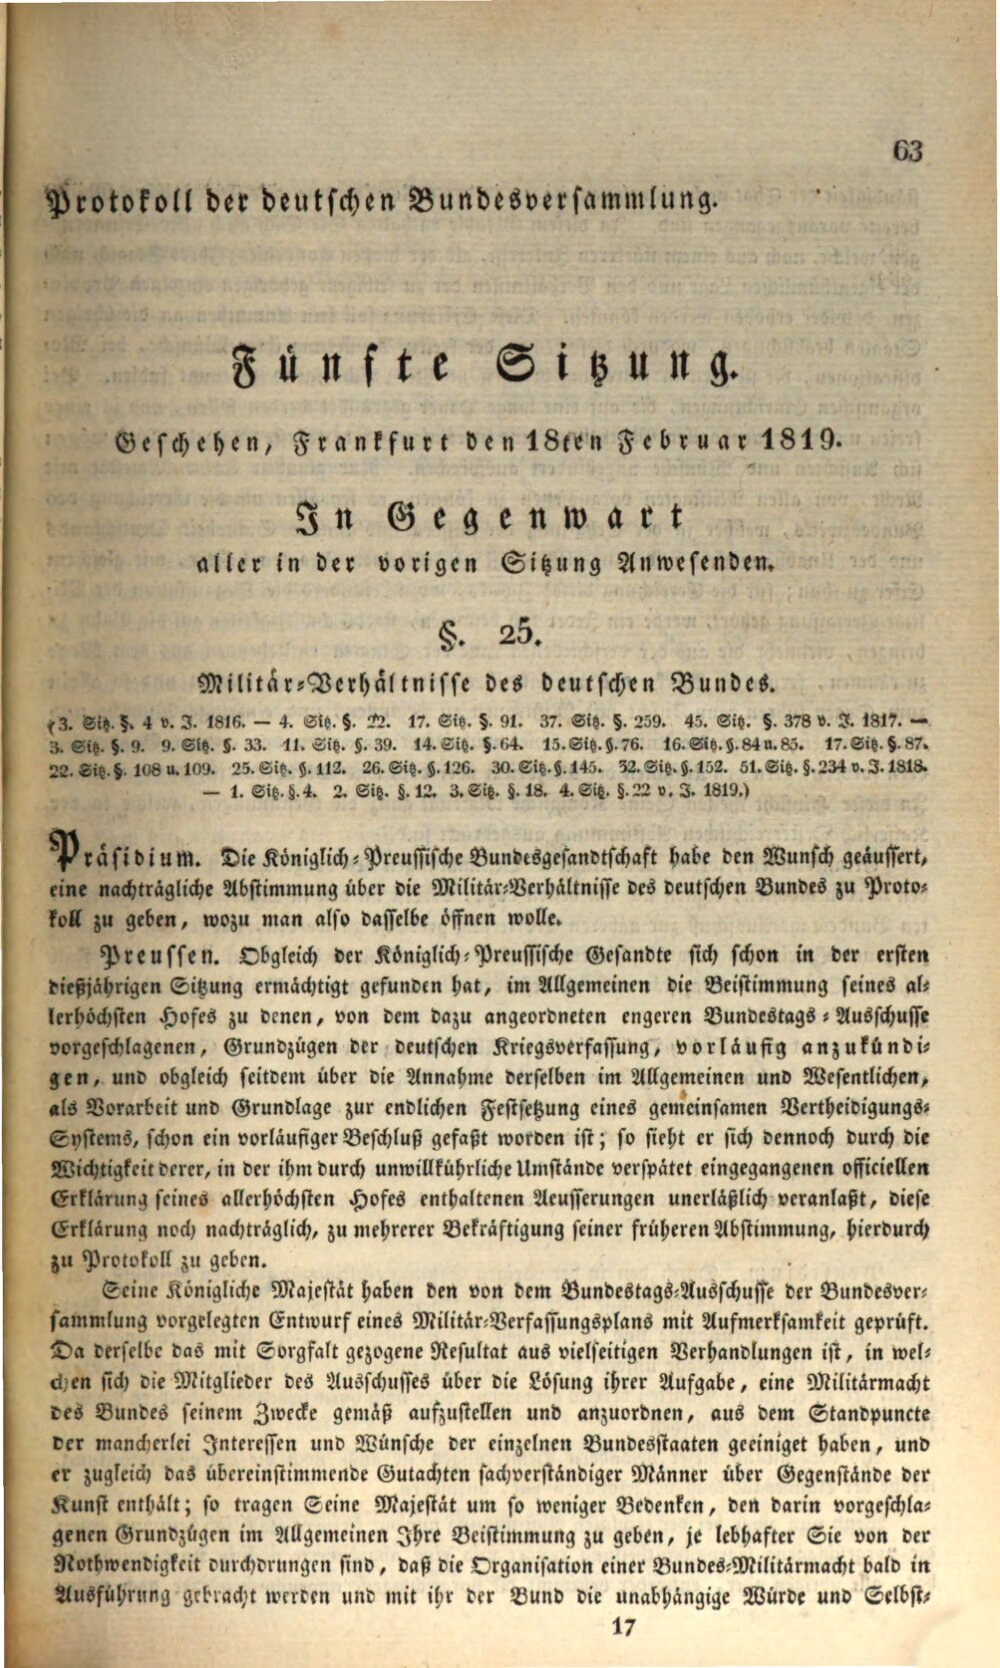 63
Protokoll der deutschen Bundesversammlung.
Fünfte Sitzung.
Geschehen, Frankfurt den 18ten Februar 1819.
In Gegenwart
aller in der vorigen Sitzung Anwesenden.
§. 25.
Militär-Verhältnisse des deutschen Bundes.
(3. Sitz. §. 4 v. J. 1816. — 4. Sitz. §. 22. 17. Sitz. §. 91. 37. Sitz. §. 259. 45. Sitz. §. 378 v. J. 1817. —
3. Sitz. §. 9. 9. Sitz. §. 33. 11. Sitz. §. 39. 14. Sitz. §. 64. 15. Sitz. §. 76. 16. Sitz. §. 84 u. 85. 17. Sitz. §. 87.
22. Sitz. §. 108 u. 109. 25. Sitz. §. 112. 26. Sitz. §. 126. 30. Sitz. §. 145. 32. Sitz. §. 152. 51. Sitz. §. 234 v. J. 1818.
— 1. Sitz. §. 4. 2. Sitz. §. 12. 3. Sitz. §. 18. 4. Sitz. §. 22 v. J. 1819.)
Präsidium. Die Königlich-Preussische Bundesgesandtschaft habe den Wunsch geäussert,
eine nachträgliche Abstimmung über die Militär-Verhältnisse des deutschen Bundes zu Proto-
koll zu geben, wozu man also dasselbe öffnen wolle.
Preussen. Obgleich der Königlich-Preussische Gesandte sich schon in der ersten
dießjährigen Sitzung ermächtigt gefunden hat, im Allgemeinen die Beistimmung seines al-
lerhöchsten Hofes zu denen, von dem dazu angeordneten engeren Bundestags-Ausschusse
vorgeschlagenen, Grundzügen der deutschen Kriegsverfassung, vorläufig anzukündi-
gen, und obgleich seitdem über die Annahme derselben im Allgemeinen und Wesentlichen,
als Vorarbeit und Grundlage zur endlichen Festsetzung eines gemeinsamen Vertheidigungs-
Systems, schon ein vorläufiger Beschluß gefaßt worden ist; so sieht er sich dennoch durch die
Wichtigkeit derer, in der ihm durch unwillkührliche Umstände verspätet eingegangenen officiellen
Erklärung seines allerhöchsten Hofes enthaltenen Aeusserungen unerläßlich veranlaßt, diese
Erklärung noch nachträglich, zu mehrerer Bekräftigung seiner früheren Abstimmung, hierdurch
zu Protokoll zu geben.
Seine Königliche Majestät haben den von dem Bundestags-Ausschusse der Bundesver-
sammlung vorgelegten Entwurf eines Militär-Verfassungsplans mit Aufmerksamkeit geprüft.
Da derselbe das mit Sorgfalt gezogene Resultat aus vielseitigen Verhandlungen ist, in wel-
chen sich die Mitglieder des Ausschusses über die Lösung ihrer Aufgabe, eine Militärmacht
des Bundes seinem Zwecke gemäß aufzustellen und anzuordnen, aus dem Standpuncte
der mancherlei Interessen und Wünsche der einzelnen Bundesstaaten geeiniget haben, und
er zugleich das übereinstimmende Gutachten sachverständiger Männer über Gegenstände der
Kunst enthält; so tragen Seine Majestät um so weniger Bedenken, den darin vorgeschla-
genen Grundzügen im Allgemeinen Ihre Beistimmung zu geben, je lebhafter Sie von der
Nothwendigkeit durchdrungen sind, daß die Organisation einer Bundes-Militärmacht bald in
Ausführung gebracht werden und mit ihr der Bund die unabhängige Würde und Selbst-
17